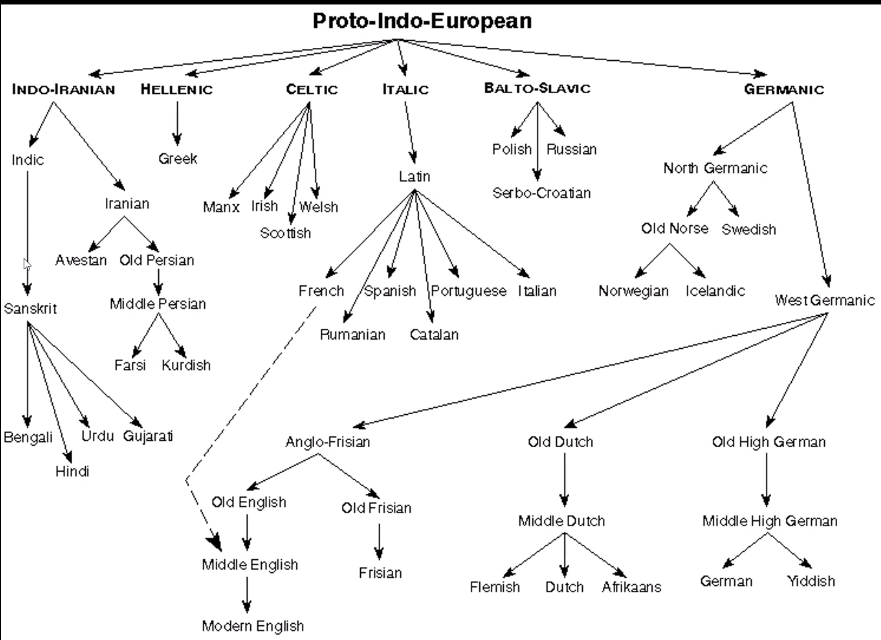 Proto-Indo-European
INDO-IRANIAN
HELLENIC
CELTIC
ITALIC
BALTO-SLAVIC
GERMANIC
Indic
Greek
Polish
Russian
North Germanic
Latin
Iranian
Manx
Irish
Welsh
Serbo-Croatian
Scottish
Old Norse
Swedish
Avestan
Old Persian
French
Spanish
Portuguese
Italian
Norwegian
Icelandic
West Germanic
Sanskrit
Middle Persian
Rumanian
Catalan
Farsi
Kurdish
Bengali
Urdu
Gujarati
Hindi
Anglo-Frisian
Old Dutch
Old High German
Old English
Old Frisian
Middle Dutch
Middle High German
Middle English
Frisian
Flemish
Dutch
Afrikaans
German
Yiddish
Modern English